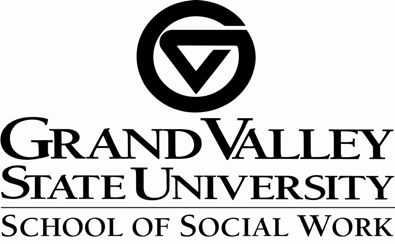 GRAND VALLEY
STATE UNIVERSITY
SCHOOL OF SOCIAL WORK